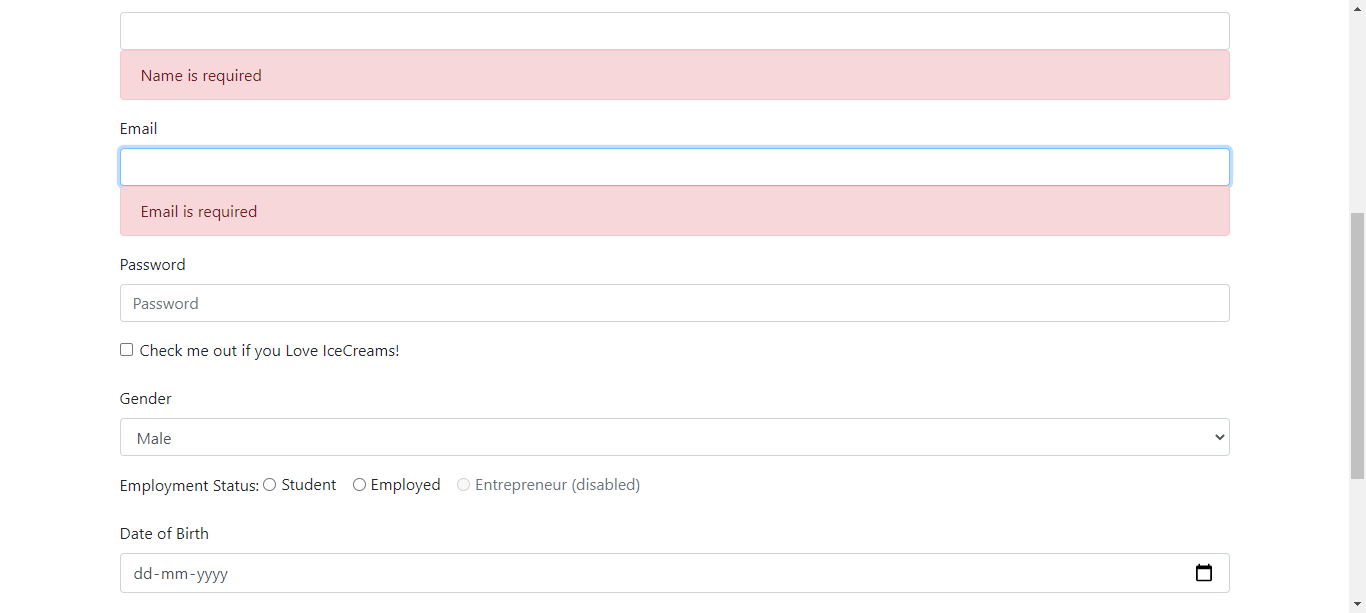 Name is required
Email
Email is required
Password
Password
Check me out if you Love IceCreams!
Gender
Male
Employment Status: Student Employed Entrepreneur (disabled)
Date of Birth
dd-mm-yyyy